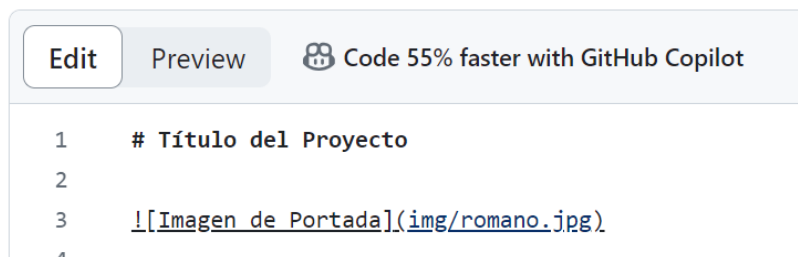 Edit Preview Code 55% faster with GitHub Copilot
1 # Título del Proyecto
2
3 ![Imagen de Portada](img/romano.jpg)